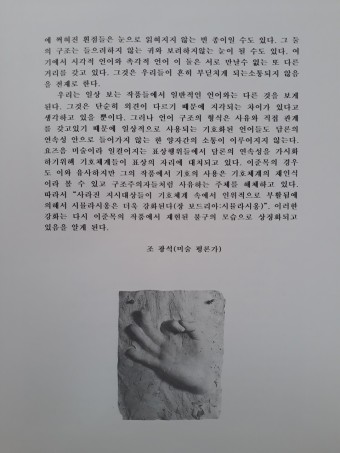 에 찍혀진 흰점들은 눈으로 읽혀지지 않는 빈 종이일 수도 있다. 그 둘
의 구조는 들으려하지 않는 귀와 보려하지않는 눈이 될 수도 있다. 여
기에서 시각적 언어와 촉각적 언어 이 둘은 서로 만날수 없는 또 다른
거리를 갖고 있다. 그것은 우리들이 흔히 부딪치게 되는소통되지 않음
을 전제로 한다.
우리는 일상 보는 작품들에서 일반적인 언어와는 다른 것을 보게
된다. 그것은 단순히 의견이 다르기 때문에 지각되는 차이가 있다고
생각하고 있을 뿐이다. 그러나 언어 구조의 형식은 사유와 직접 관계
를 갖고있기 때문에 일상적으로 사용되는 기호화된 언어들도 담론의
연속성 안으로 들어가지 않는 한 양자간의 소통이 이루어지지 않는다.
요즈음 미술이라 일컬어지는 표상행위들에서 담론의 연속성을 가시화
하기위해 기호체계들이 표상의 자리에 대치되고 있다. 이준목의 경우
도 이와 유사하지만 그의 작품에서 기호의 사용은 기호체계의 재인식
이라 볼 수 있고 구조주의자들처럼 사유하는 주체를 해체하고 있다.
따라서 “사라진 지시대상들이 기호체계 속에서 인위적으로 부활됨에
의해서 시뮬라시옹은 더욱 강화된다(장 보드리야:시뮬라시옹)”. 이러한
강화는 다시 이준목의 작품에서 재현된 불구의 모습으로 상징화되고
있음을 알게 된다.
조 광석(미술 평론가)